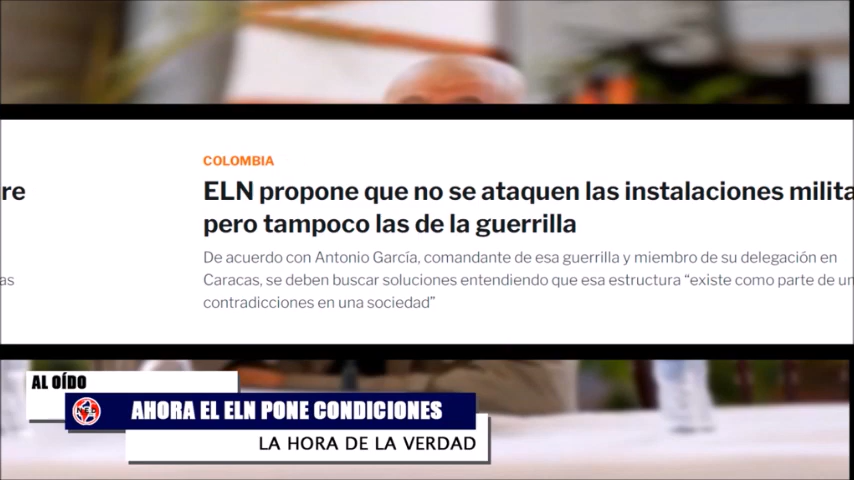 COLOMBIA
re
ELN propone que no se ataquen las instalaciones milita
pero tampoco las de la guerrilla
De acuerdo con Antonio García, comandante de esa guerrilla y miembro de su delegación en
as
Caracas, se deben buscar soluciones entendiendo que esa estructura “existe como parte de un
contradicciones en una sociedad”
AL OÍDO
AHORA EL ELN PONE CONDICIONES
LA HORA DE LA VERDAD